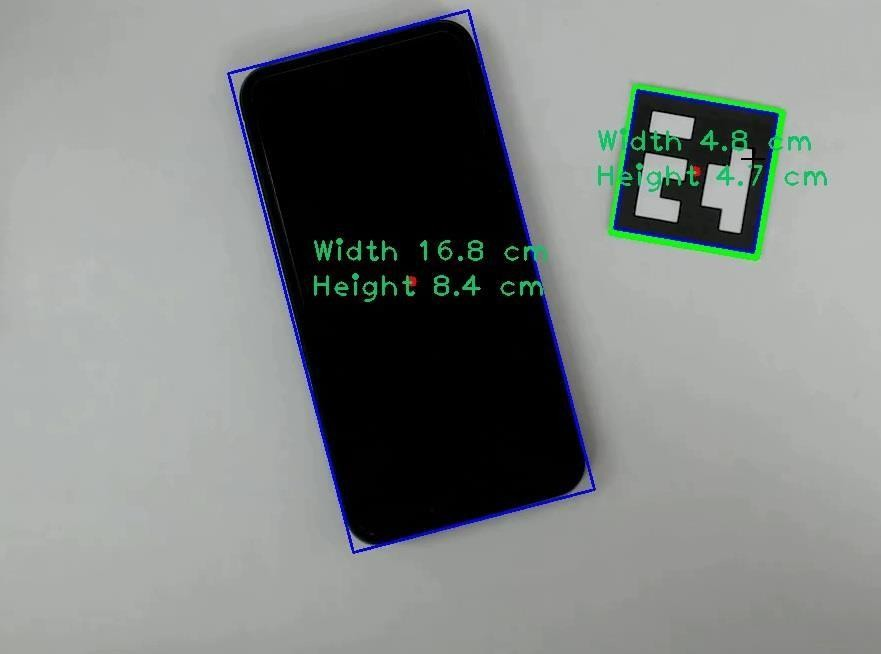 Width 4.8 cm
Height 4.7 cm
Width 16.8 cm
Height 8.4 cm